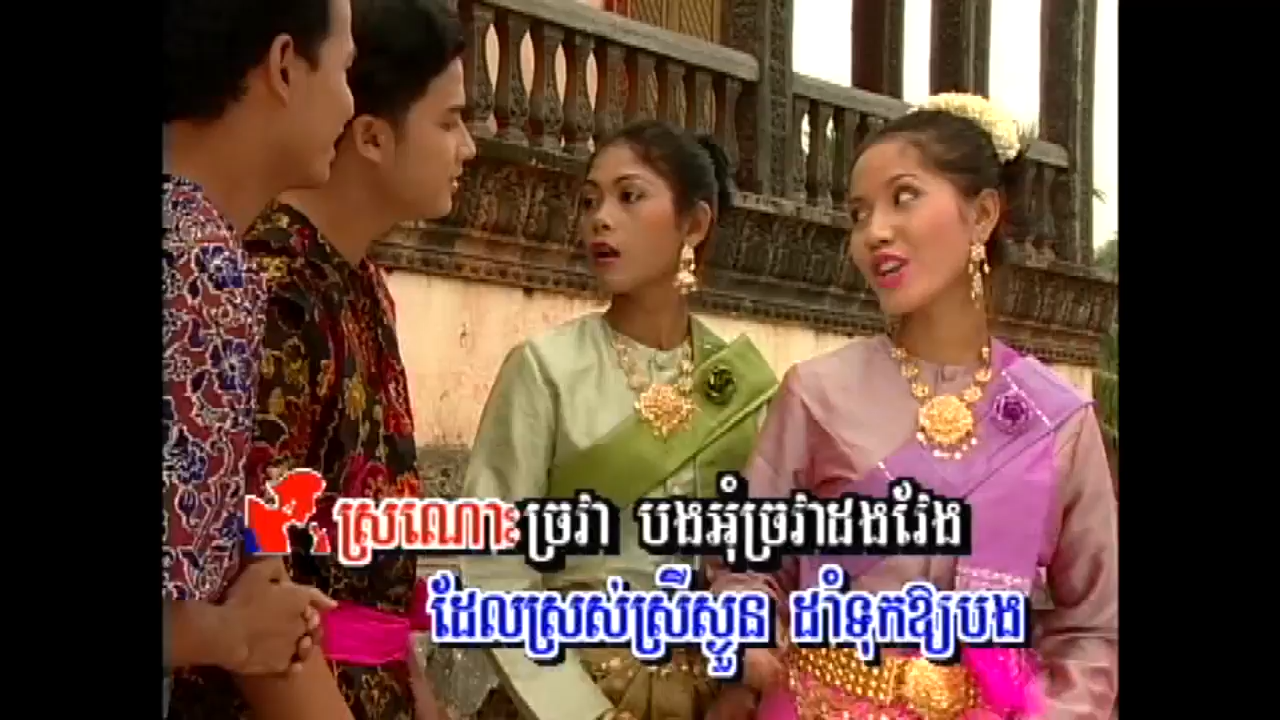 ស្រណោះច្រវា បងអុំច្រវាដងវែង
ដែលស្រស់ស្រីស្ងួន ដាំទុកឱ្យបង